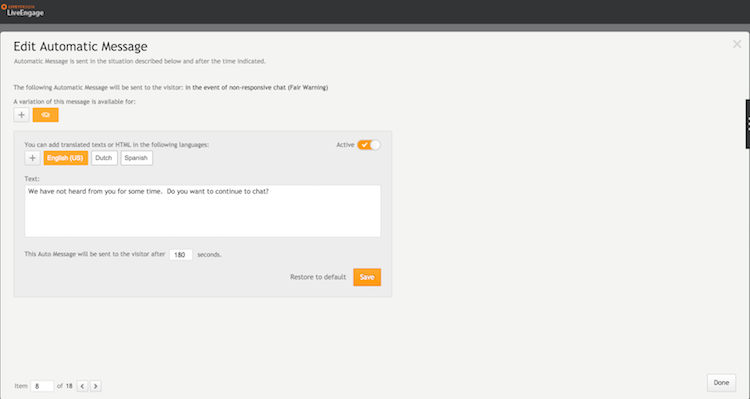 LIVEPERSON
LiveEngage
Edit Automatic Message
Automatic Message is sent in the situation described below and after the time indicated.
The following Automatic Message will be sent to the visitor: In the event of non-responsive chat (Fair Warning)
A variation of this message is available for:
+
You can add translated texts or HTML in the following languages:
Active
+ English (US) Dutch Spanish
Text:
We have not heard from you for some time. Do you want to continue to chat?
This Auto Message will be sent to the visitor after 180 seconds.
Restore to default Save
Item 8 of 18 < >
Done